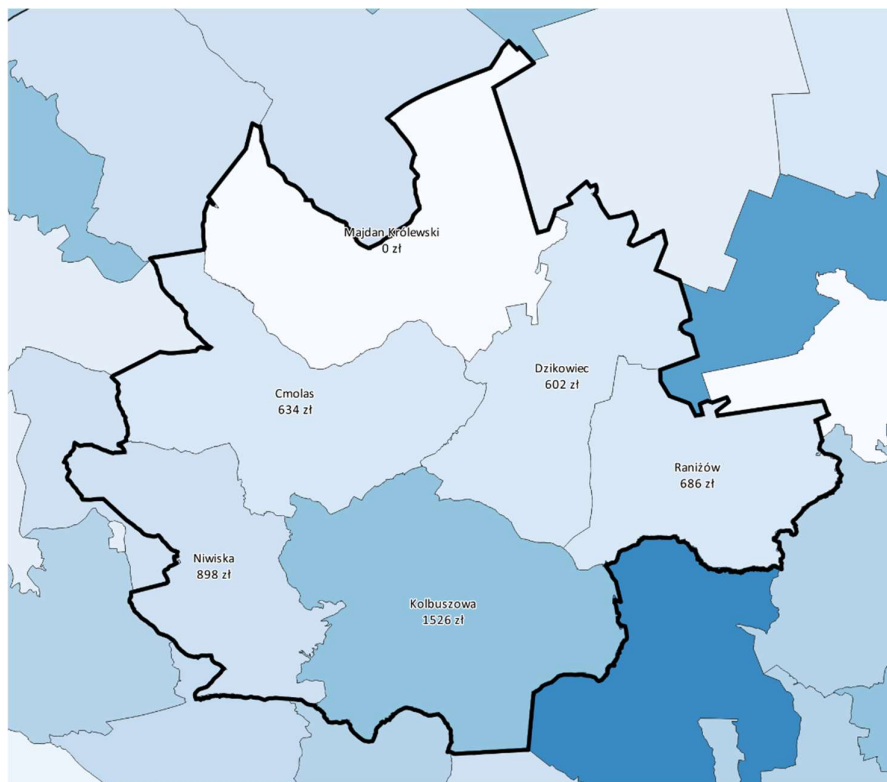 Majdan Królewski
0 zł
Dzikowiec
602 zł
Cmolas
634 zł
Raniżów
686 zł
Niwiska
898 zł
Kolbuszowa
1526 zł